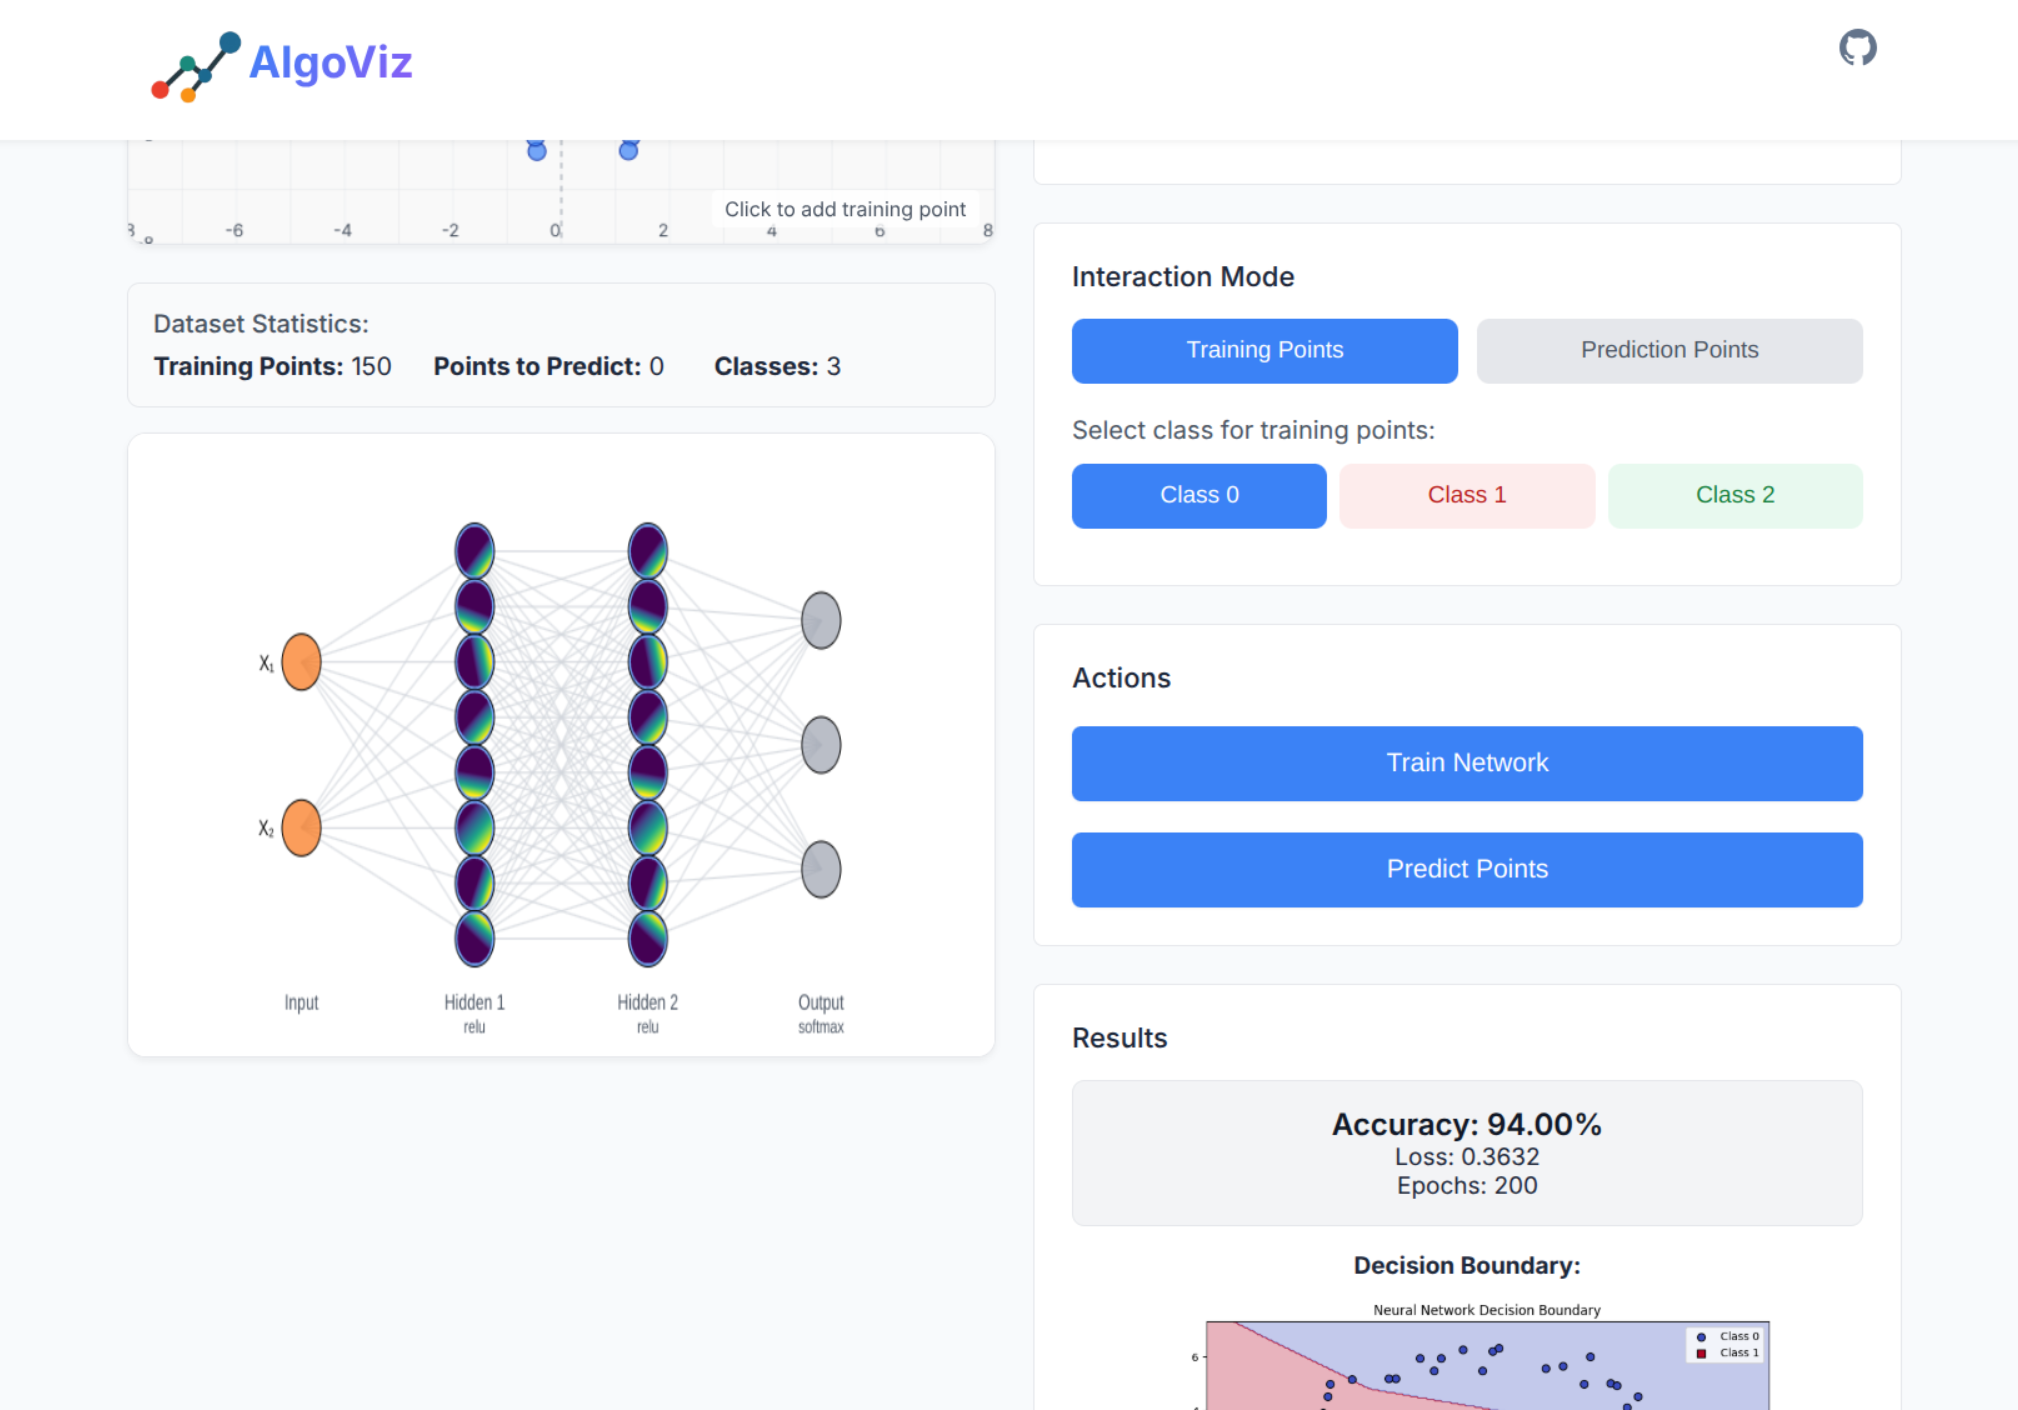 AlgoViz
Click to add training point
-6 -4 -2 0 2 4 6 8
Dataset Statistics:
Training Points: 150 Points to Predict: 0 Classes: 3
X₁
X₂
Input Hidden 1 Hidden 2 Output
relu relu softmax
Interaction Mode
Training Points Prediction Points
Select class for training points:
Class 0 Class 1 Class 2
Actions
Train Network
Predict Points
Results
Accuracy: 94.00%
Loss: 0.3632
Epochs: 200
Decision Boundary:
Neural Network Decision Boundary
Class 0
Class 1
6